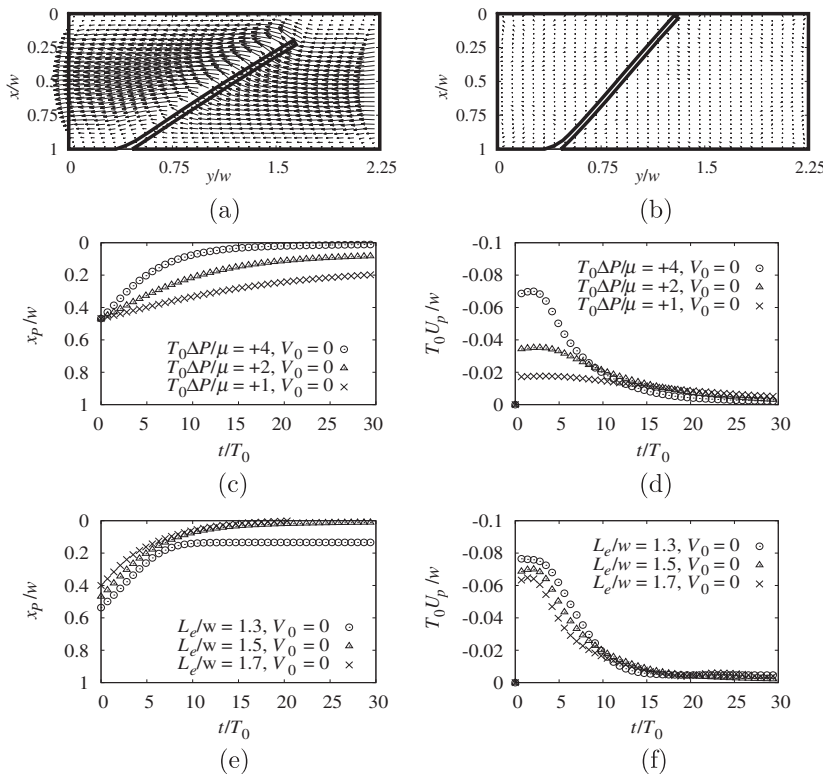 0
0.25
0.5
0.75
1
x/w
0 0.75 1.5 2.25
y/w
(a)
0
0.25
0.5
0.75
1
x/w
0 0.75 1.5 2.25
y/w
(b)
0
0.2
0.4
0.6
0.8
1
x_P/w
T_0ΔP/μ = +4, V_0 = 0
T_0ΔP/μ = +2, V_0 = 0
T_0ΔP/μ = +1, V_0 = 0
0 5 10 15 20 25 30
t/T_0
(c)
-0.1
-0.08
-0.06
-0.04
-0.02
0
T_0U_p/w
T_0ΔP/μ = +4, V_0 = 0
T_0ΔP/μ = +2, V_0 = 0
T_0ΔP/μ = +1, V_0 = 0
0 5 10 15 20 25 30
t/T_0
(d)
0
0.2
0.4
0.6
0.8
1
x_P/w
L_e/w = 1.3, V_0 = 0
L_e/w = 1.5, V_0 = 0
L_e/w = 1.7, V_0 = 0
0 5 10 15 20 25 30
t/T_0
(e)
-0.1
-0.08
-0.06
-0.04
-0.02
0
T_0U_p/w
L_e/w = 1.3, V_0 = 0
L_e/w = 1.5, V_0 = 0
L_e/w = 1.7, V_0 = 0
0 5 10 15 20 25 30
t/T_0
(f)